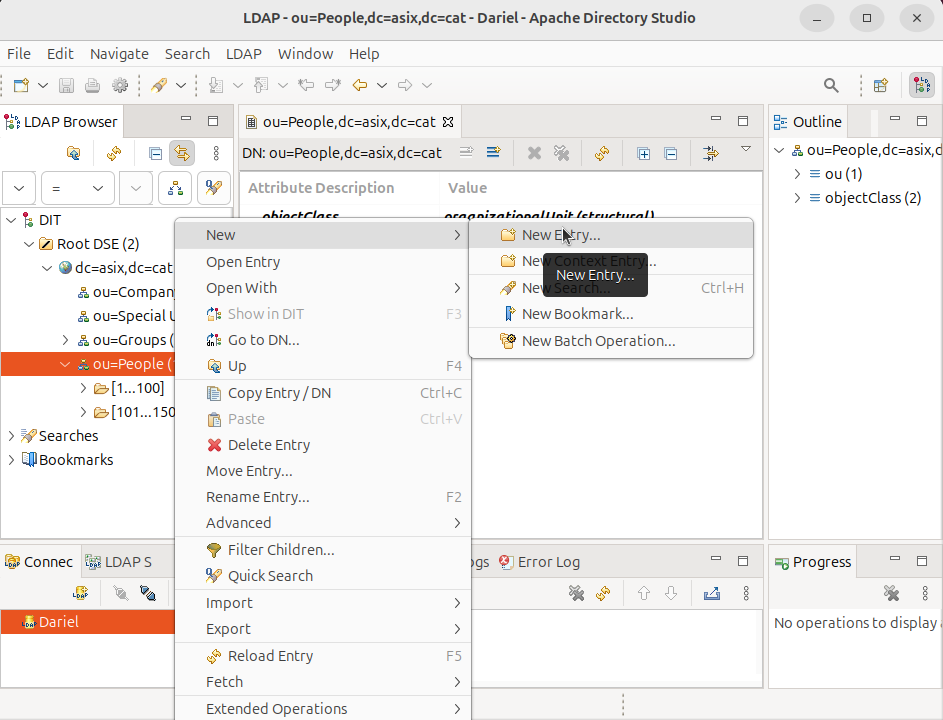 LDAP - ou=People,dc=asix,dc=cat - Dariel - Apache Directory Studio
File Edit Navigate Search LDAP Window Help
LDAP Browser
ou=People,dc=asix,dc=cat
Outline
DN: ou=People,dc=asix,dc=cat
ou=People,dc=asix,d
ou (1)
objectClass (2)
=
Attribute Description Value
objectClass organizationalUnit (structural)
DIT
Root DSE (2)
dc=asix,dc=cat
ou=Compan
ou=Special U
ou=Groups (
ou=People (
[1...100]
[101...150
Searches
Bookmarks
New
Open Entry
Open With
Show in DIT F3
Go to DN...
Up F4
Copy Entry / DN Ctrl+C
Paste Ctrl+V
Delete Entry
Move Entry...
Rename Entry... F2
Advanced
Filter Children...
Quick Search
Import
Export
Reload Entry F5
Fetch
Extended Operations
New Entry...
New Context Entry...
New Search... Ctrl+H
New Bookmark...
New Batch Operation...
New Entry...
Connec
LDAP S
ogs
Error Log
Progress
Dariel
No operations to display a